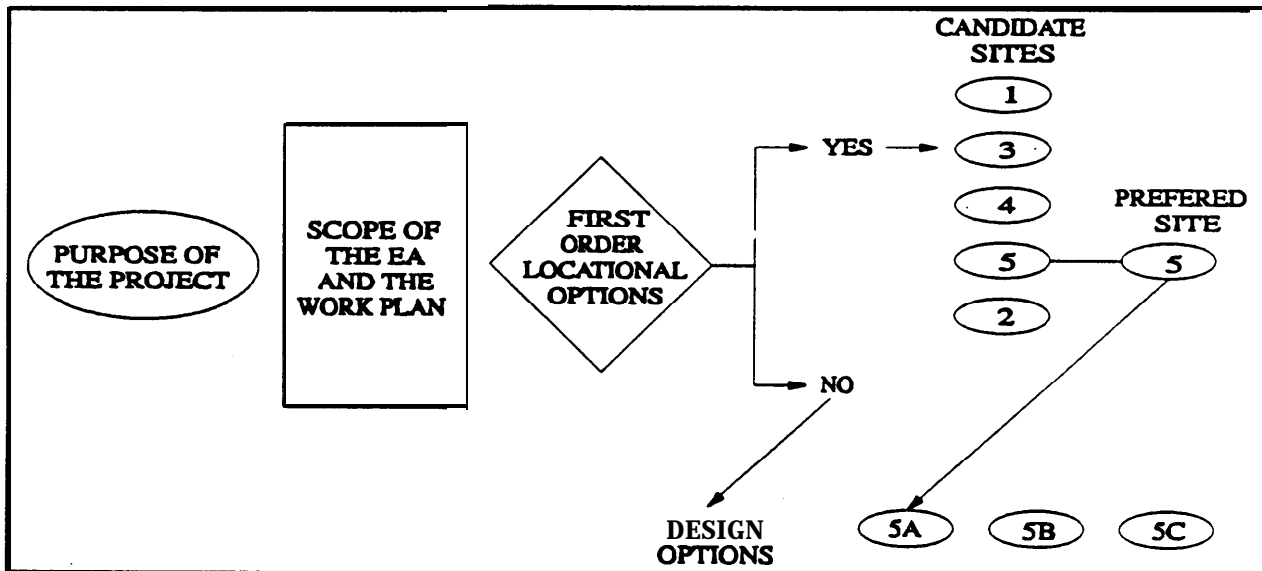 PURPOSE OF
THE PROJECT
SCOPE OF
THE EA
AND THE
WORK PLAN
FIRST
ORDER
LOCATIONAL
OPTIONS
YES
NO
CANDIDATE
SITES
1
3
4
5
2
PREFERED
SITE
5
DESIGN
OPTIONS
5A
5B
5C